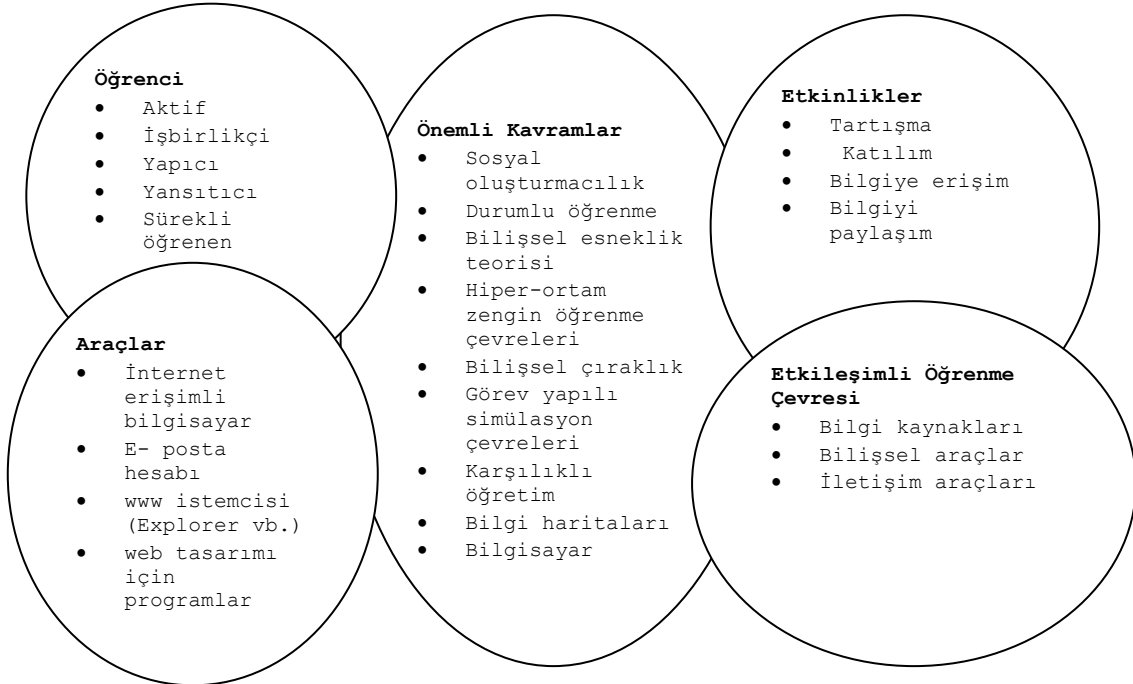 Öğrenci
• Aktif
• İşbirlikçi
• Yapıcı
• Yansıtıcı
• Sürekli
öğrenen
Araçlar
• İnternet
erişimli
bilgisayar
• E- posta
hesabı
• www istemcisi
(Explorer vb.)
• web tasarımı
için
programlar
Önemli Kavramlar
• Sosyal
oluşturmacılık
• Durumlu öğrenme
• Bilişsel esneklik
teorisi
• Hiper-ortam
zengin öğrenme
çevreleri
• Bilişsel çıraklık
• Görev yapılı
simülasyon
çevreleri
• Karşılıklı
öğretim
• Bilgi haritaları
• Bilgisayar
Etkinlikler
• Tartışma
• Katılım
• Bilgiye erişim
• Bilgiyi
paylaşım
Etkileşimli Öğrenme
Çevresi
• Bilgi kaynakları
• Bilişsel araçlar
• İletişim araçları